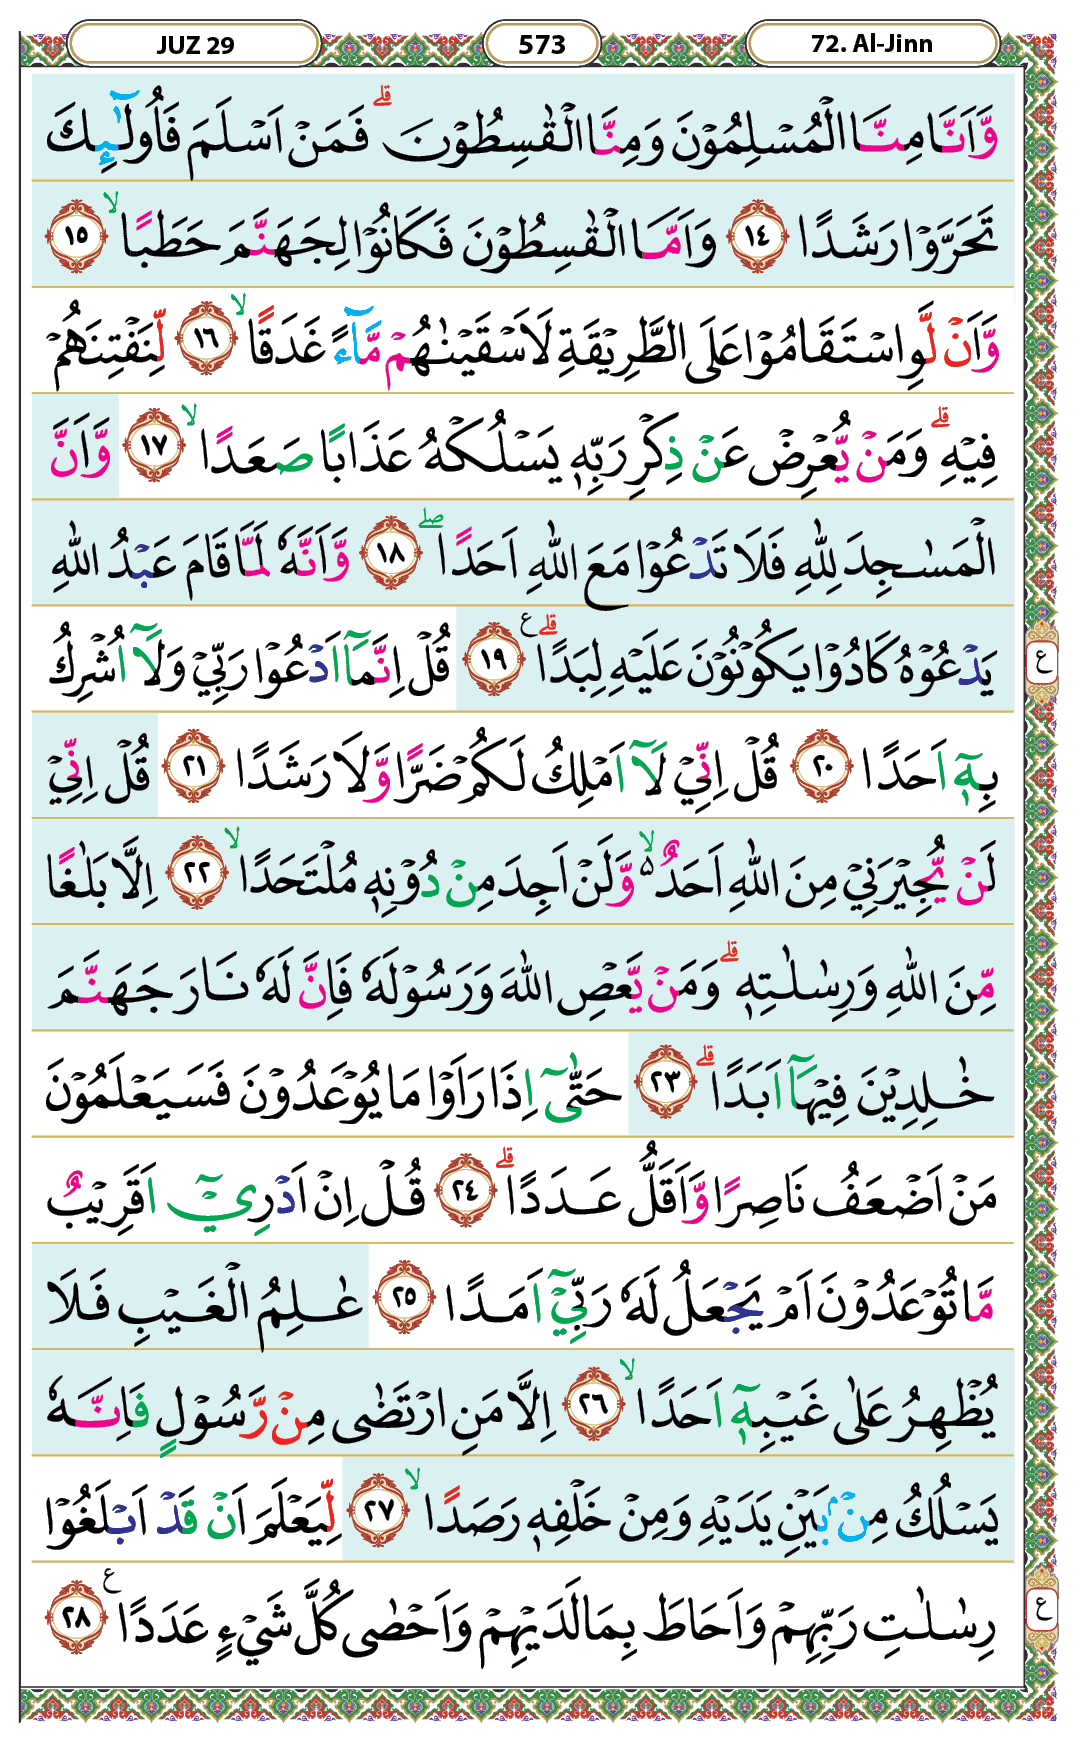 JUZ 29
573
72. Al-Jinn
وَّاَنَّا مِنَّا الْمُسْلِمُوْنَ وَمِنَّا الْقٰسِطُوْنَ ۗ فَمَنْ اَسْلَمَ فَاُولٰۤىِٕكَ
تَحَرَّوْا رَشَدًا ١٤ وَاَمَّا الْقٰسِطُوْنَ فَكَانُوْا لِجَهَنَّمَ حَطَبًا ۙ ١٥
وَّاَنْ لَّوِ اسْتَقَامُوْا عَلَى الطَّرِيْقَةِ لَاَسْقَيْنٰهُمْ مَّاۤءً غَدَقًا ۙ ١٦ لِّنَفْتِنَهُمْ
فِيْهِ ۗ وَمَنْ يُّعْرِضْ عَنْ ذِكْرِ رَبِّهٖ يَسْلُكْهُ عَذَابًا صَعَدًا ۙ ١٧ وَّاَنَّ
الْمَسٰجِدَ لِلّٰهِ فَلَا تَدْعُوْا مَعَ اللّٰهِ اَحَدًا ۖ ١٨ وَّاَنَّهٗ لَمَّا قَامَ عَبْدُ اللّٰهِ
يَدْعُوْهُ كَادُوْا يَكُوْنُوْنَ عَلَيْهِ لِبَدًا ۗ ع ١٩ قُلْ اِنَّمَآ اَدْعُوْا رَبِّيْ وَلَآ اُشْرِكُ
ع
بِهٖٓ اَحَدًا ٢٠ قُلْ اِنِّيْ لَآ اَمْلِكُ لَكُمْ ضَرًّا وَّلَا رَشَدًا ٢١ قُلْ اِنِّيْ
لَنْ يُّجِيْرَنِيْ مِنَ اللّٰهِ اَحَدٌ ۙ ە وَّلَنْ اَجِدَ مِنْ دُوْنِهٖ مُلْتَحَدًا ۙ ٢٢ اِلَّا بَلٰغًا
مِّنَ اللّٰهِ وَرِسٰلٰتِهٖ ۗ وَمَنْ يَّعْصِ اللّٰهَ وَرَسُوْلَهٗ فَاِنَّ لَهٗ نَارَ جَهَنَّمَ
خٰلِدِيْنَ فِيْهَآ اَبَدًا ۗ ٢٣ حَتّٰىٓ اِذَا رَاَوْا مَا يُوْعَدُوْنَ فَسَيَعْلَمُوْنَ
مَنْ اَضْعَفُ نَاصِرًا وَّاَقَلُّ عَدَدًا ۗ ٢٤ قُلْ اِنْ اَدْرِيْٓ اَقَرِيْبٌ
مَّا تُوْعَدُوْنَ اَمْ يَجْعَلُ لَهٗ رَبِّيْٓ اَمَدًا ٢٥ عٰلِمُ الْغَيْبِ فَلَا
يُظْهِرُ عَلٰى غَيْبِهٖٓ اَحَدًا ۙ ٢٦ اِلَّا مَنِ ارْتَضٰى مِنْ رَّسُوْلٍ فَاِنَّهٗ
يَسْلُكُ مِنْۢ بَيْنِ يَدَيْهِ وَمِنْ خَلْفِهٖ رَصَدًا ۙ ٢٧ لِّيَعْلَمَ اَنْ قَدْ اَبْلَغُوْا
رِسٰلٰتِ رَبِّهِمْ وَاَحَاطَ بِمَا لَدَيْهِمْ وَاَحْصٰى كُلَّ شَيْءٍ عَدَدًا ع ٢٨
ع